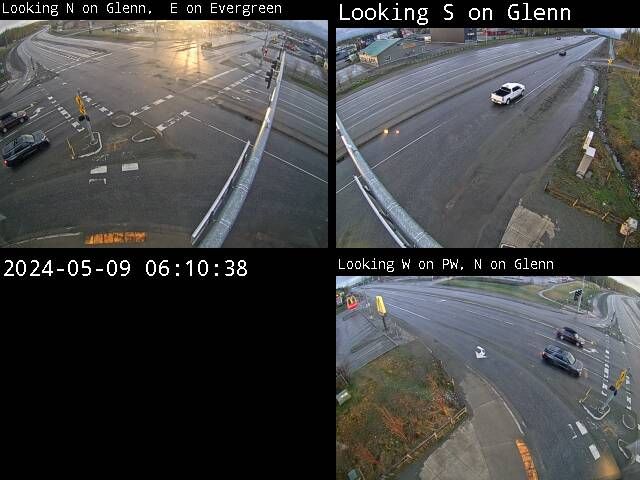 Looking N on Glenn,  E on Evergreen
Looking S on Glenn
2024-05-09 06:10:38
Looking W on PW, N on Glenn